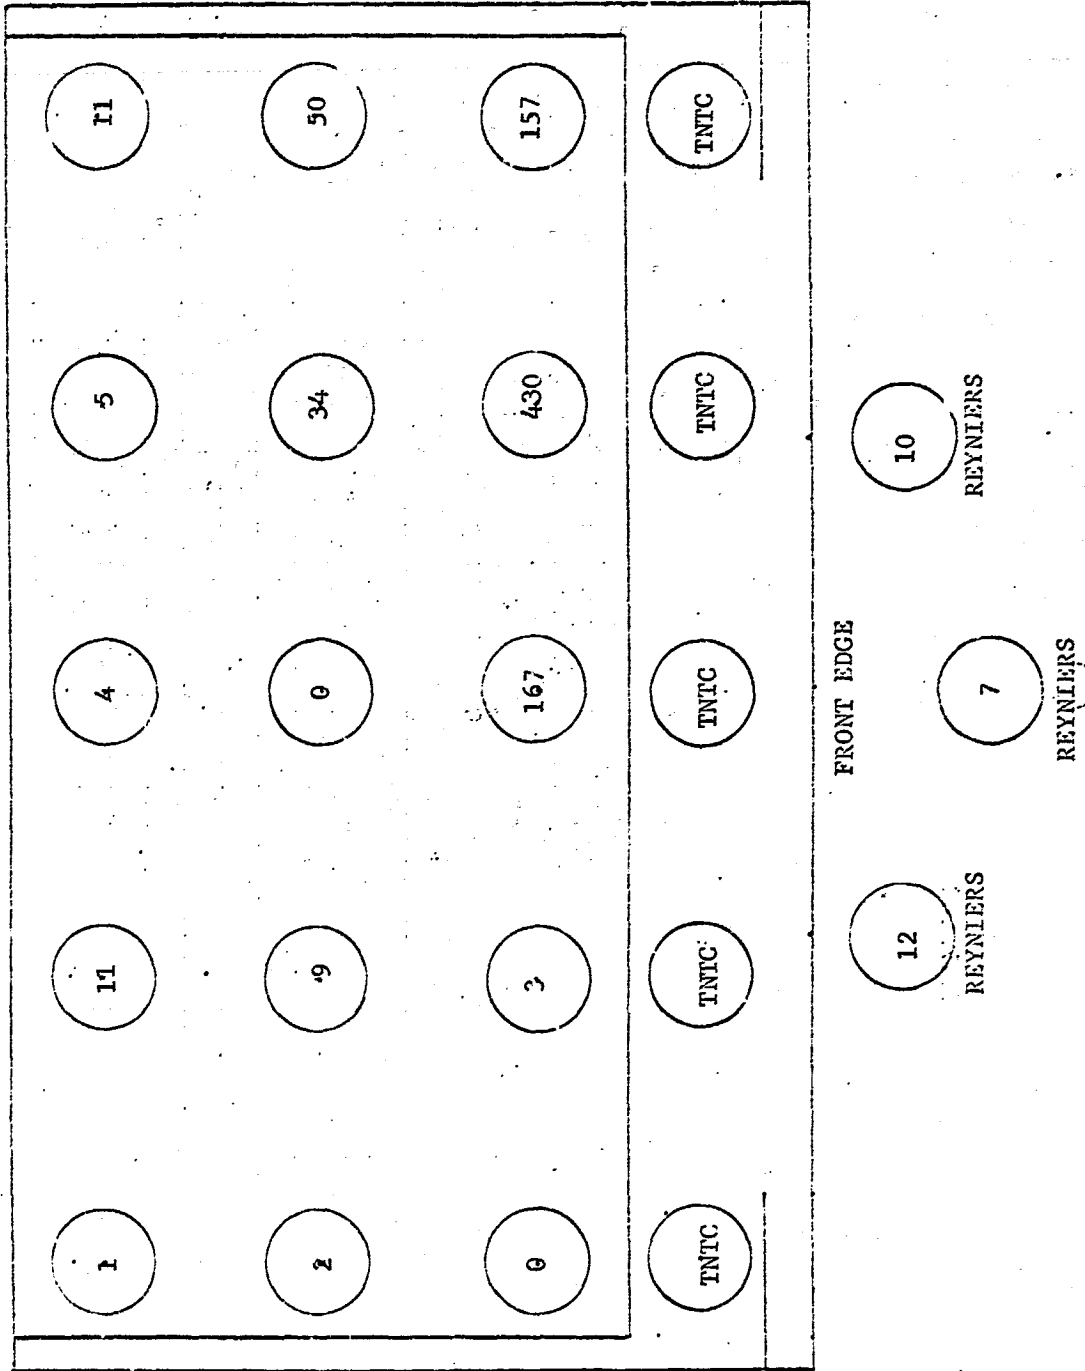 1 11 4 5 11
2 9 0 34 50
0 3 167 430 157
TNTC TNTC TNTC TNTC TNTC
FRONT EDGE
12 10
REYNIERS REYNIERS
7
REYNIERS